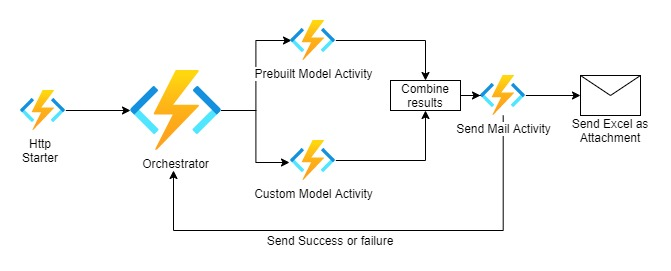 Http
Starter
Orchestrator
Prebuilt Model Activity
Custom Model Activity
Combine
results
Send Mail Activity
Send Excel as
Attachment
Send Success or failure